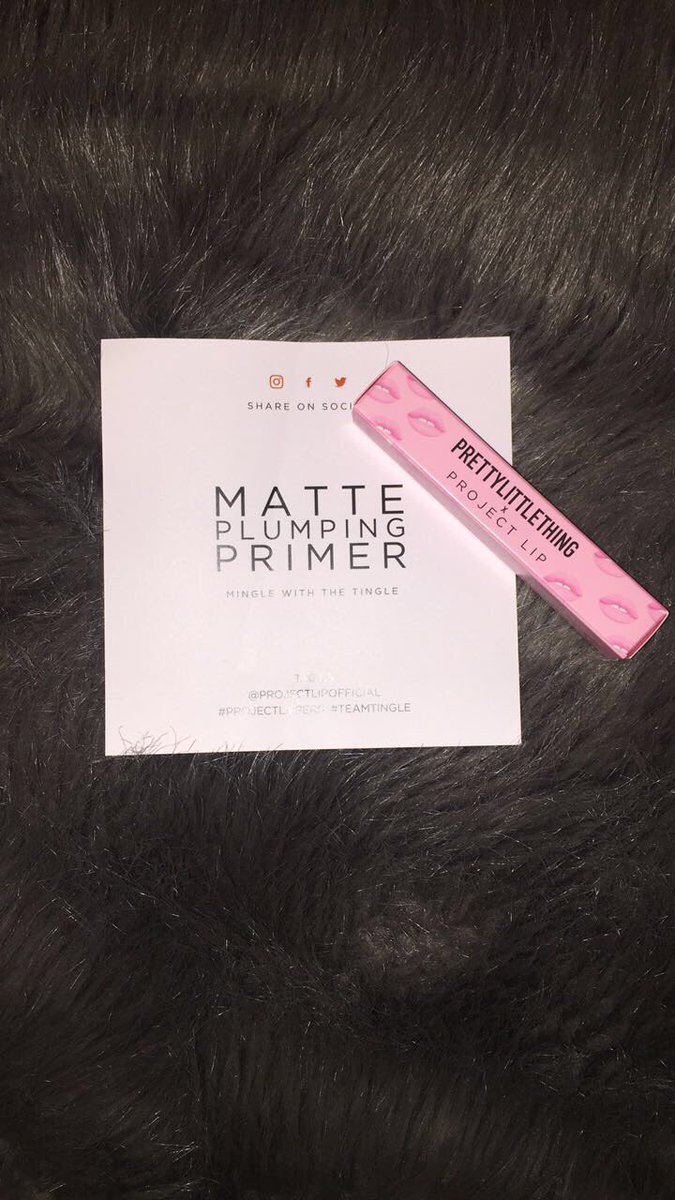 SHARE ON SOCI
MATTE
PLUMPING
PRIMER
MINGLE WITH THE TINGLE
@PROJECTLIPOFFICIAL
#TEAMTINGLE
PRETTYLITTLETHING
x
PROJECT LIP